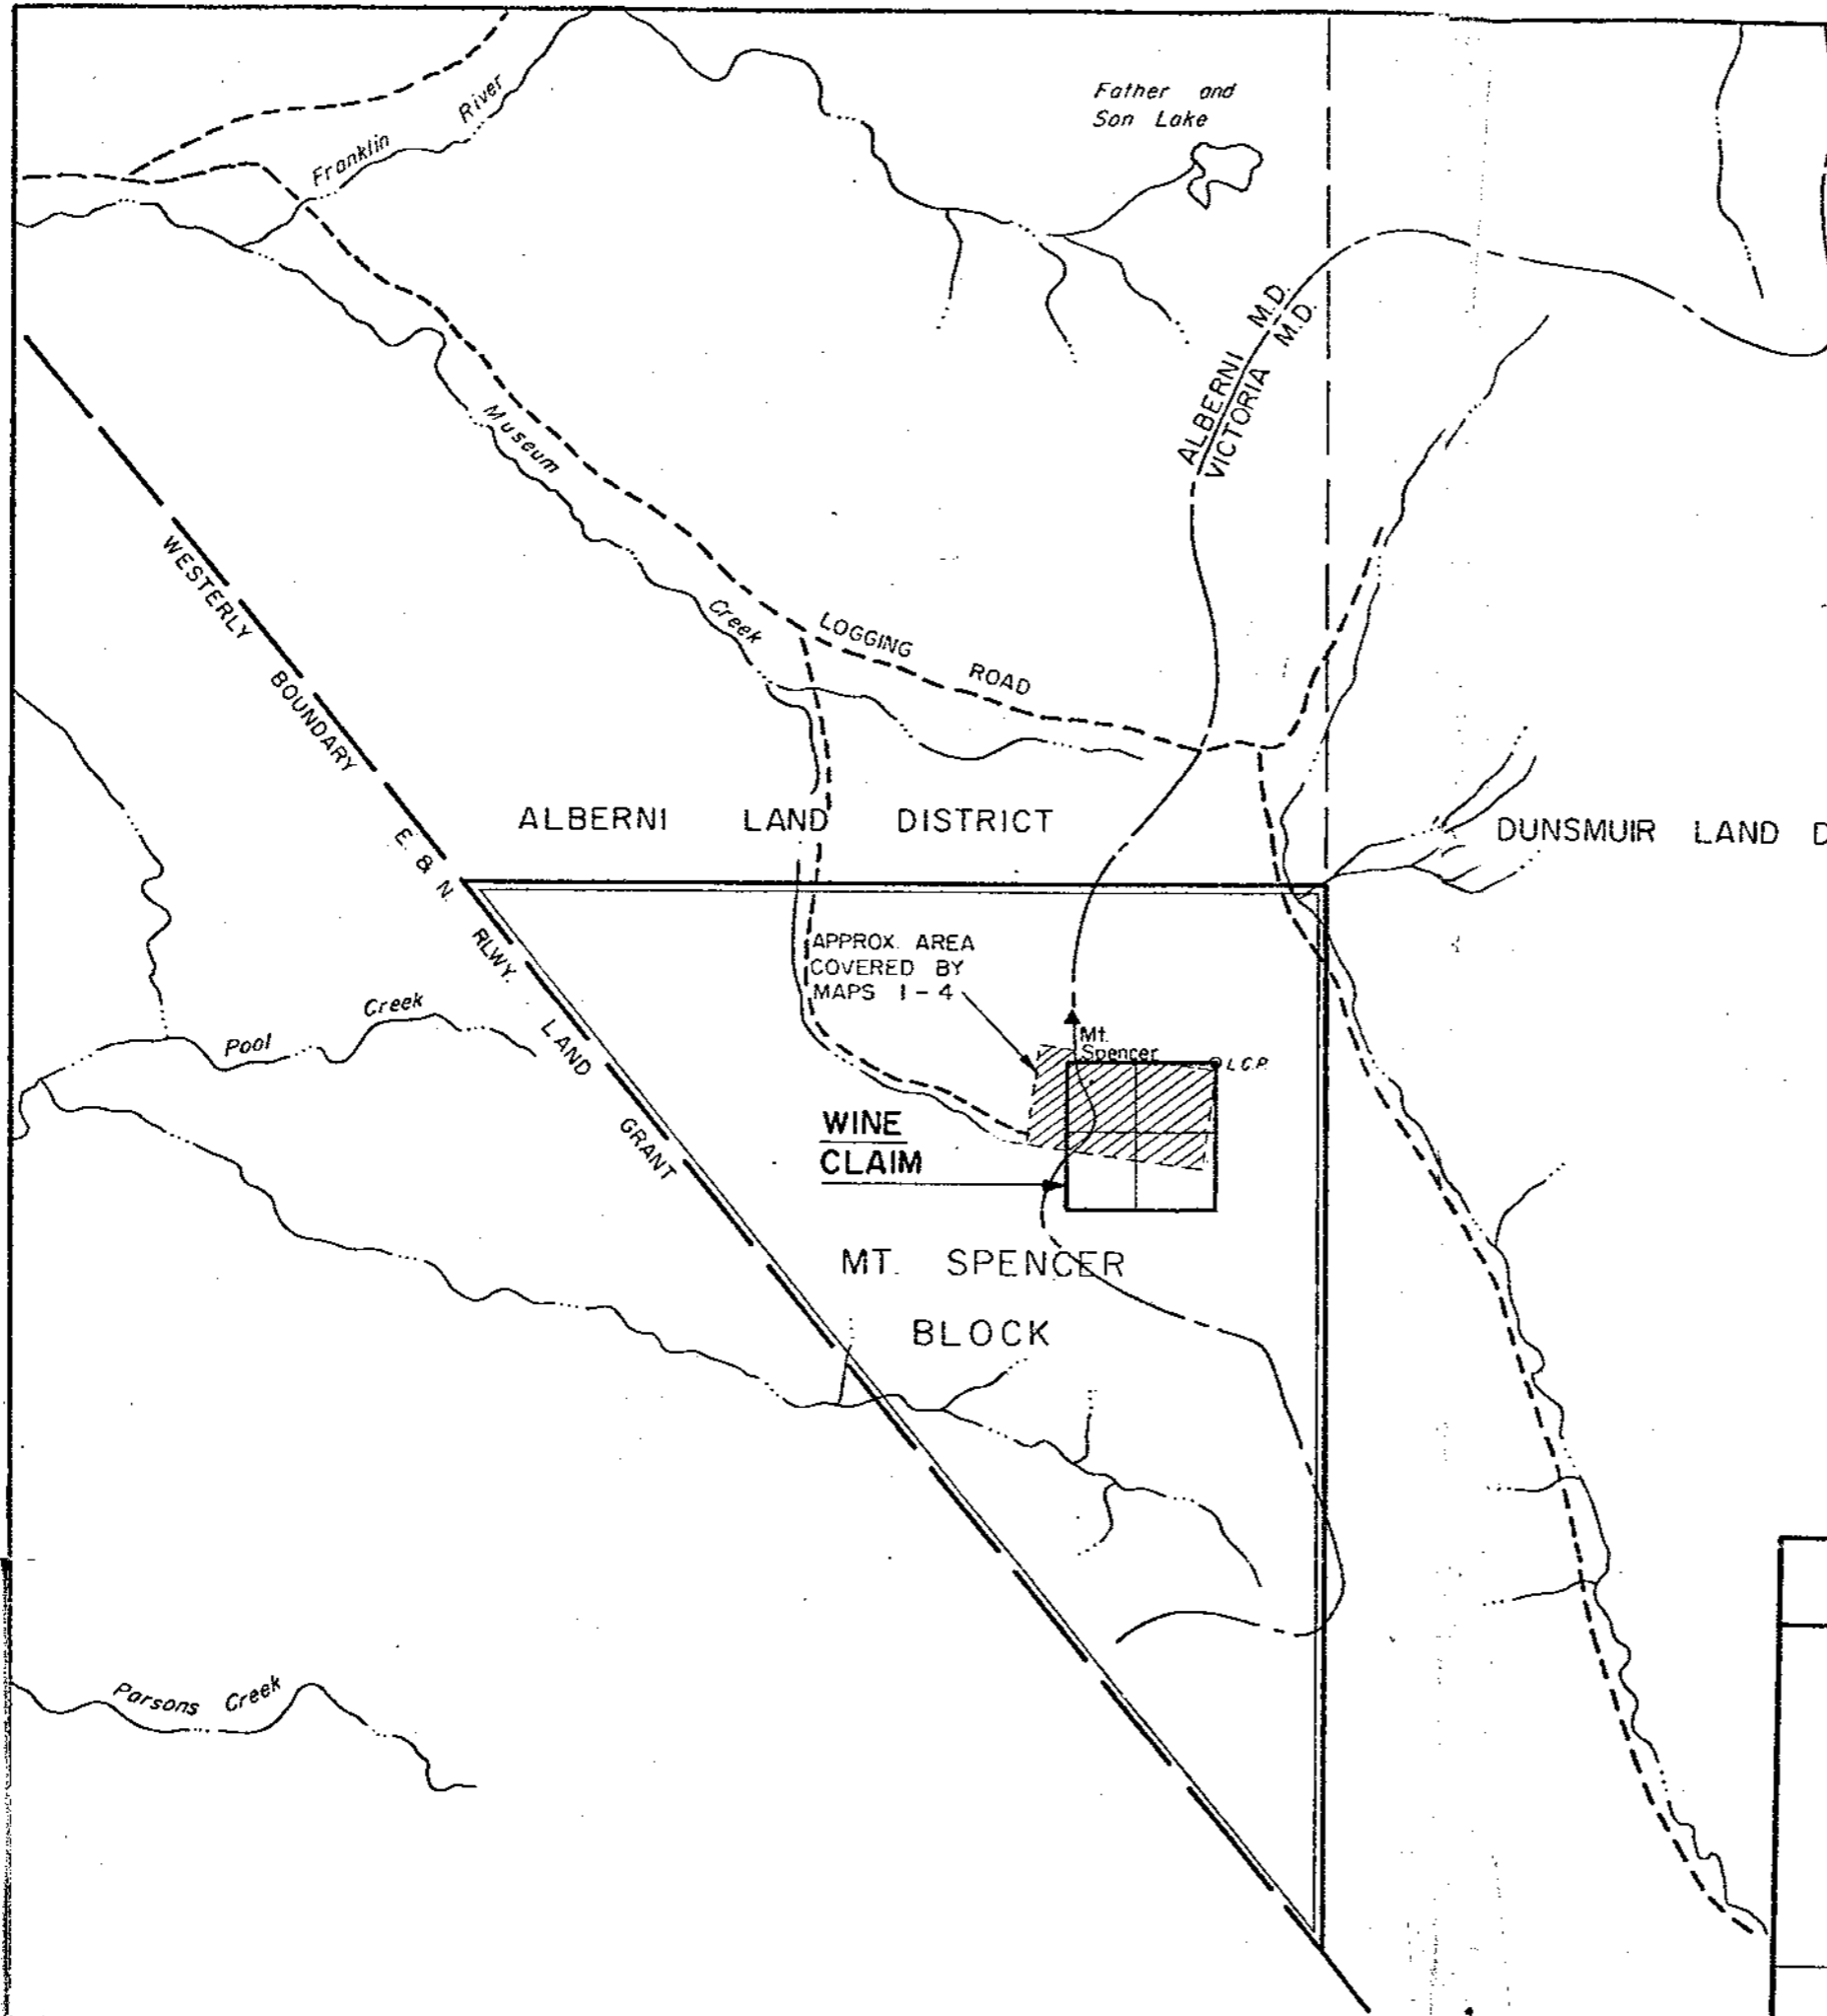 Father and
Son Lake
Franklin River
ALBERNI M.D.
VICTORIA M.D.
Museum Creek
LOGGING ROAD
WESTERLY BOUNDARY E. & N. RLWY. LAND GRANT
ALBERNI LAND DISTRICT
DUNSMUIR LAND D
APPROX. AREA
COVERED BY
MAPS 1-4
Mt.
Spencer
L.C.P.
Pool Creek
WINE
CLAIM
MT. SPENCER
BLOCK
Parsons Creek